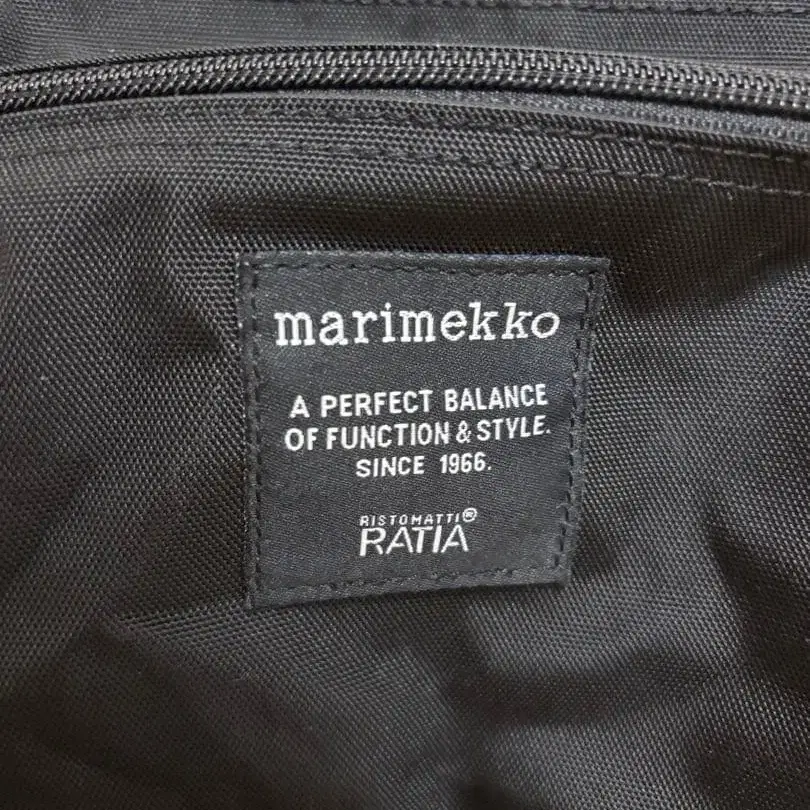 marimekko
A PERFECT BALANCE
OF FUNCTION & STYLE.
SINCE 1966.
RISTOMATTI®
RATIA